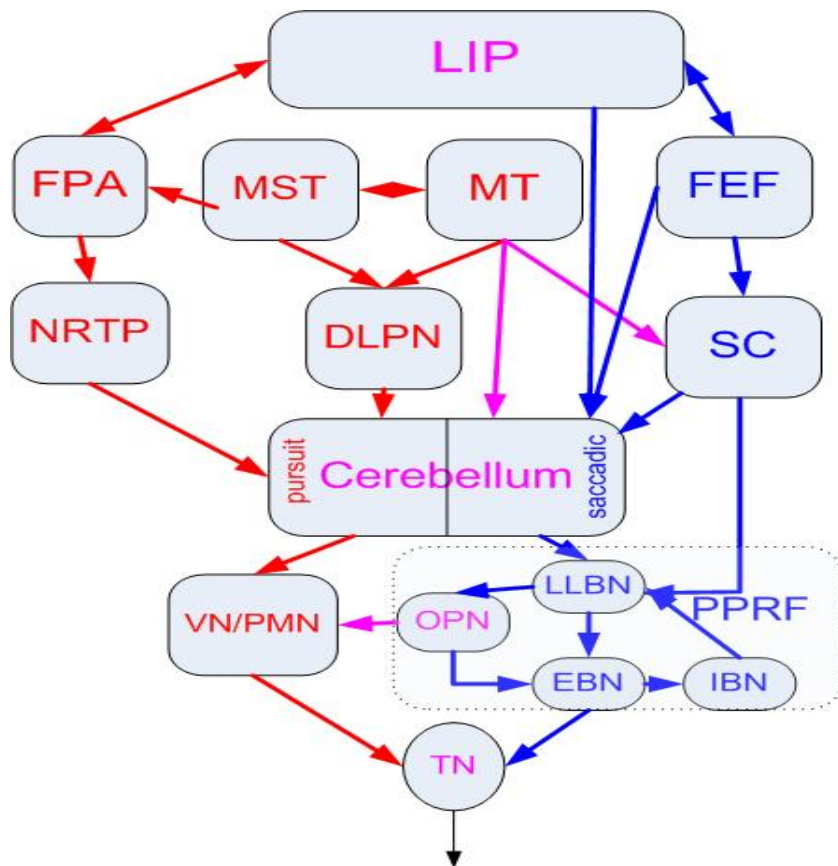 LIP
FPA
MST
MT
FEF
NRTP
DLPN
SC
pursuit
Cerebellum
saccadic
LLBN
PPRF
VN/PMN
OPN
EBN
IBN
TN